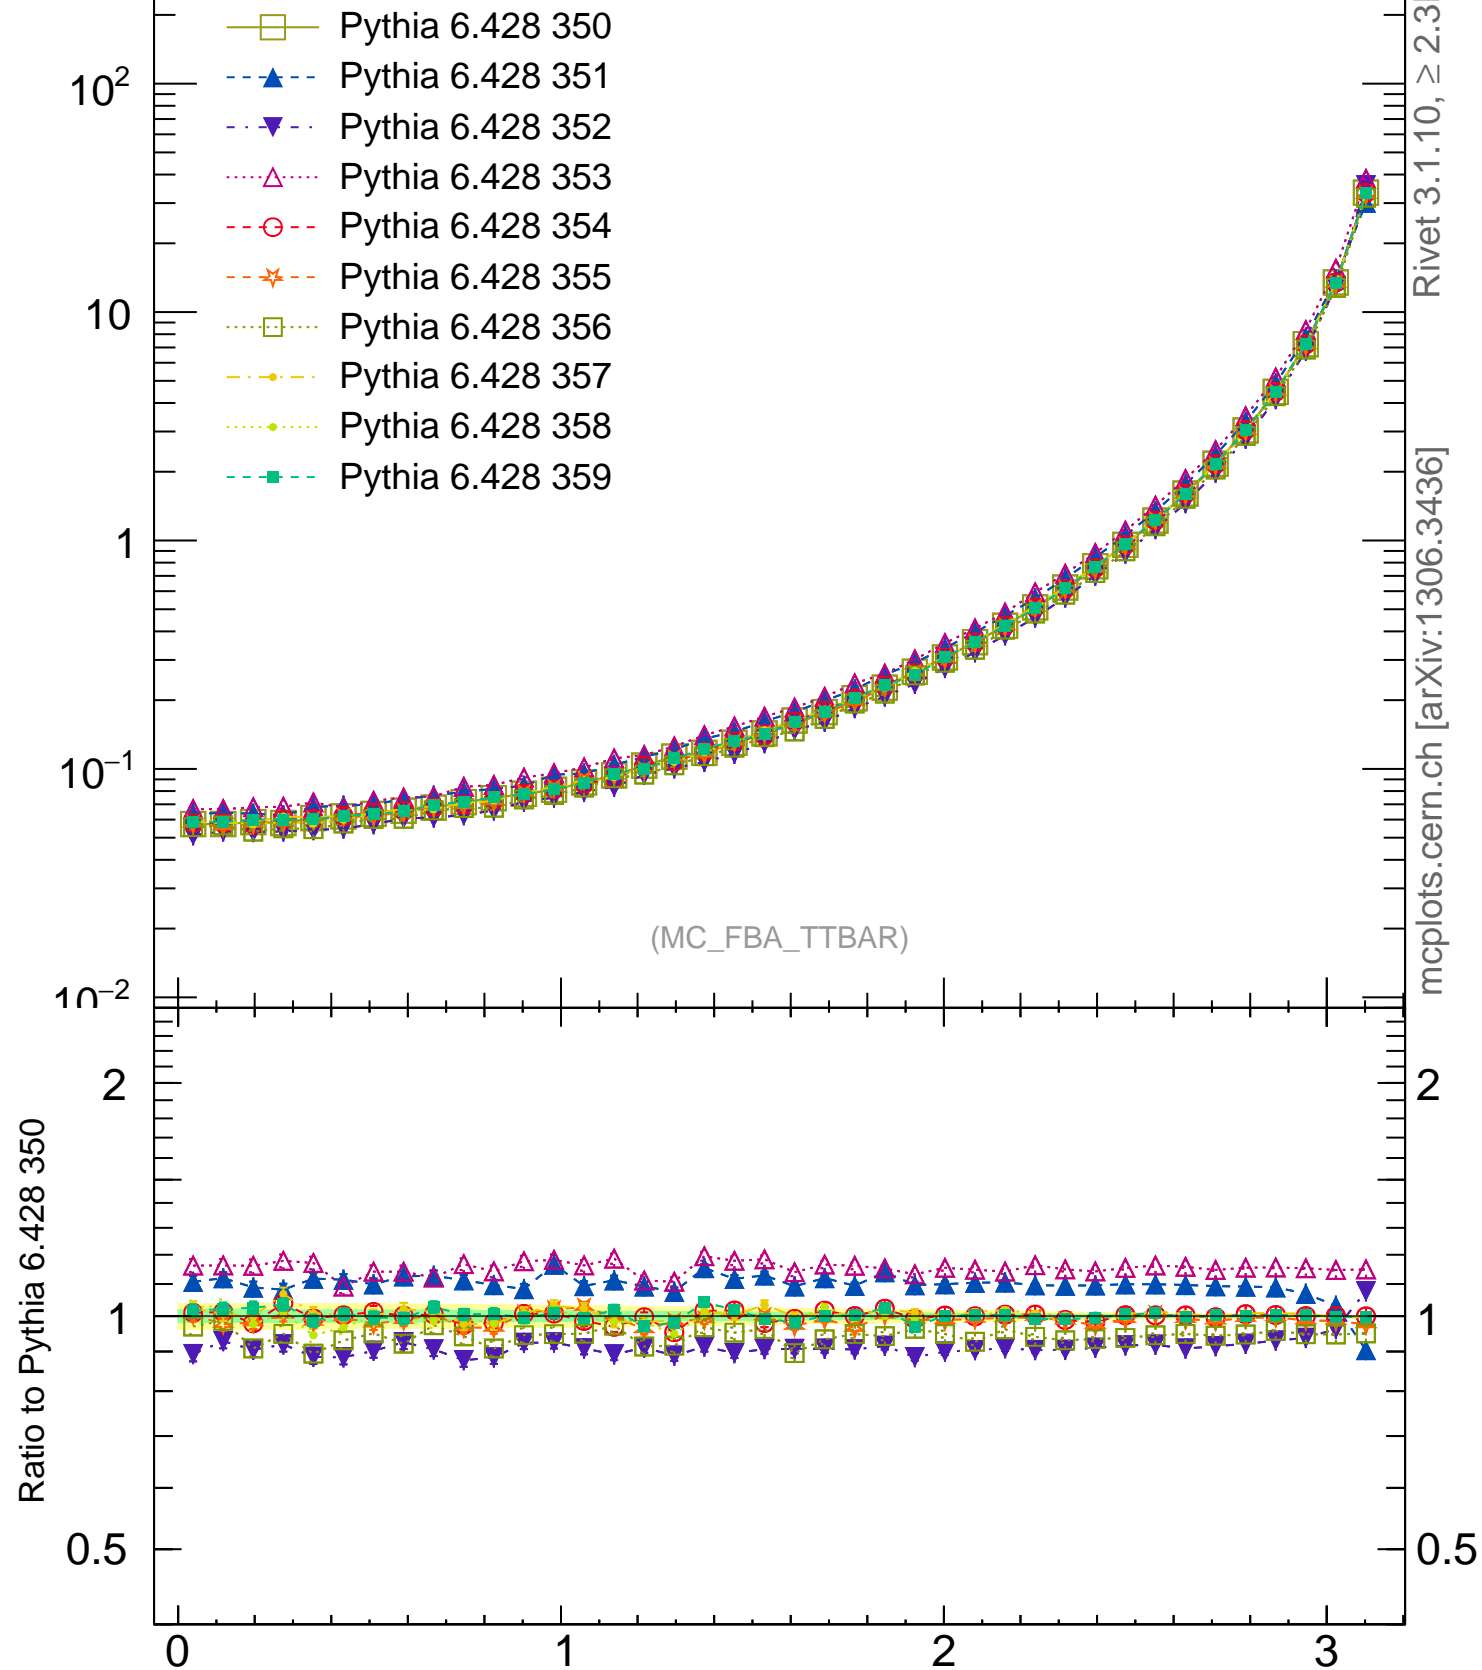 Pythia 6.428 350
Pythia 6.428 351
Pythia 6.428 352
Pythia 6.428 353
Pythia 6.428 354
Pythia 6.428 355
Pythia 6.428 356
Pythia 6.428 357
Pythia 6.428 358
Pythia 6.428 359
10²
10
1
10⁻¹
10⁻²
(MC_FBA_TTBAR)
Rivet 3.1.10, ≥ 2.3
mcplots.cern.ch [arXiv:1306.3436]
Ratio to Pythia 6.428 350
2
1
0.5
2
1
0.5
0
1
2
3